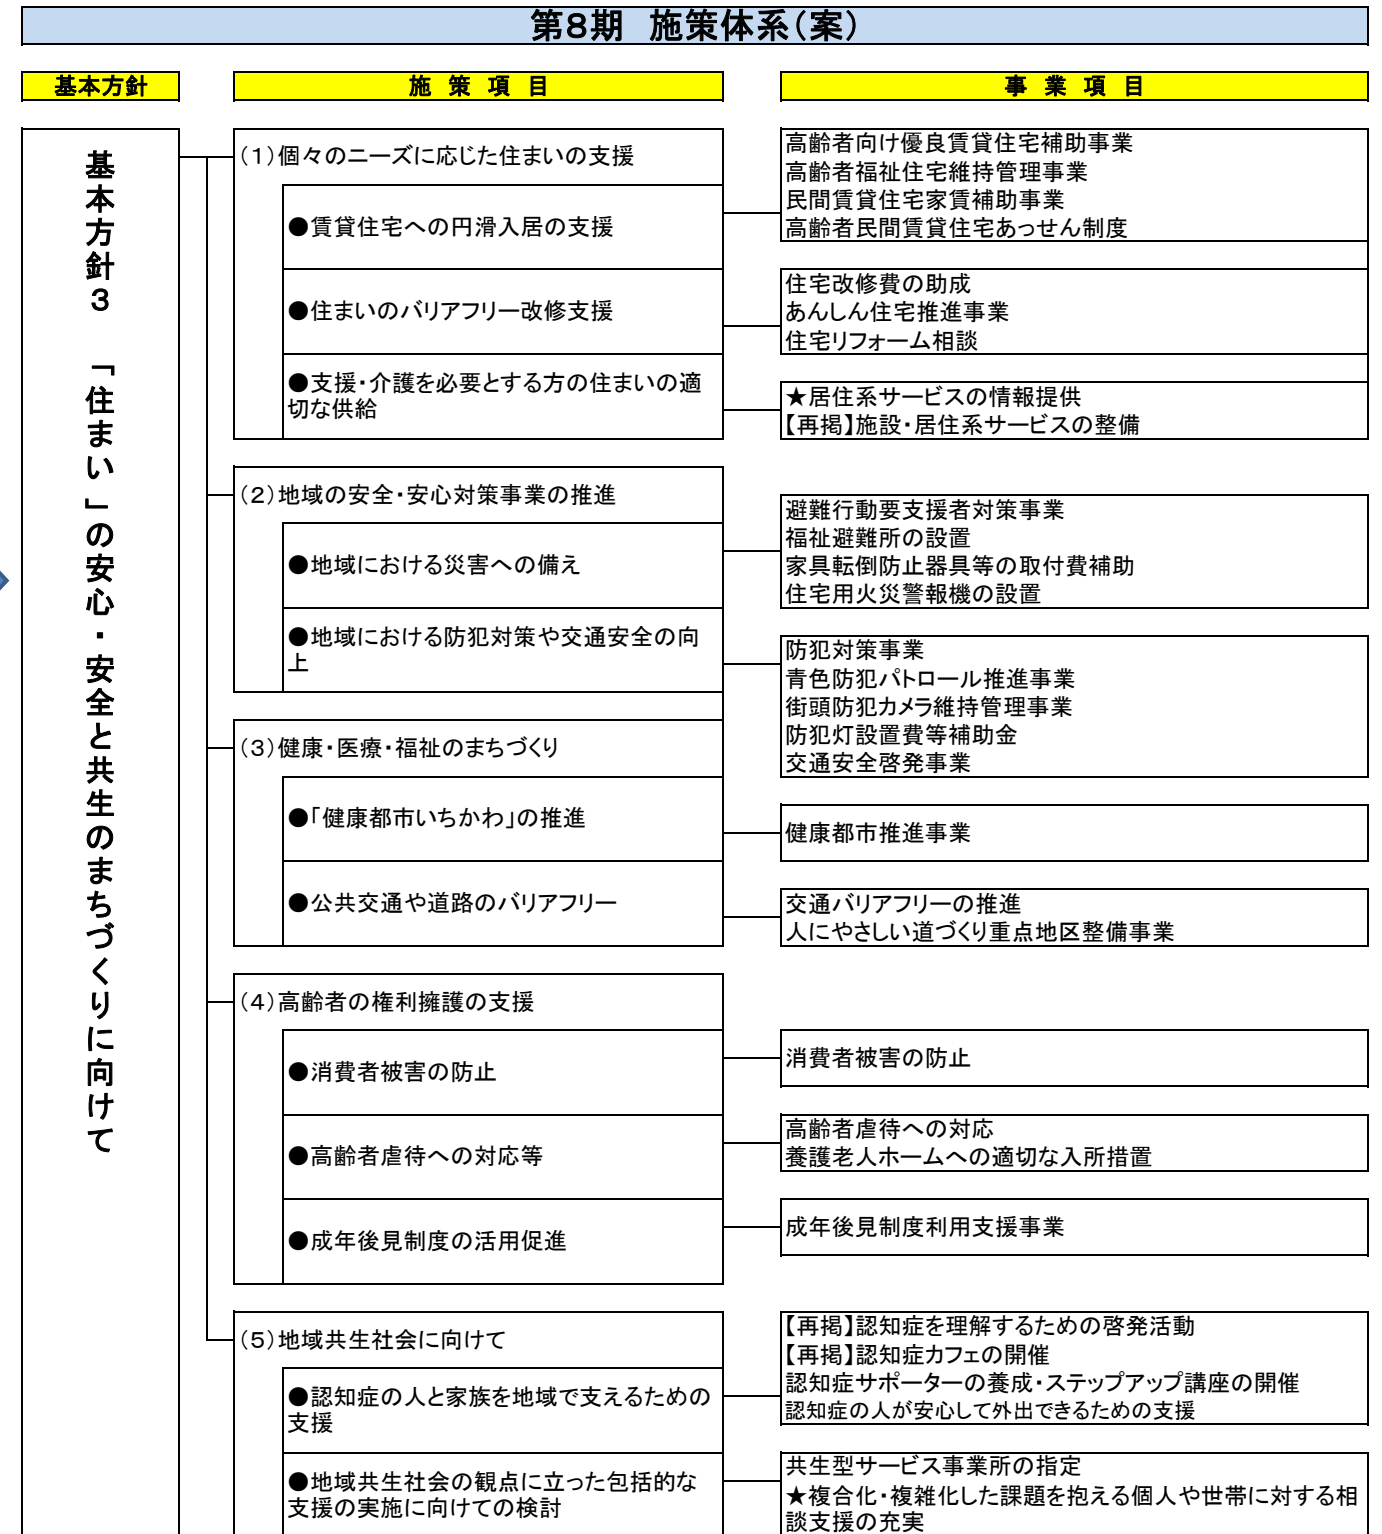 第8期　施策体系（案）
基本方針
施 策 項 目
事 業 項 目
基本方針３　「住まい」の安心・安全と共生のまちづくりに向けて
（１）個々のニーズに応じた住まいの支援
●賃貸住宅への円滑入居の支援
高齢者向け優良賃貸住宅補助事業
高齢者福祉住宅維持管理事業
民間賃貸住宅家賃補助事業
高齢者民間賃貸住宅あっせん制度
●住まいのバリアフリー改修支援
住宅改修費の助成
あんしん住宅推進事業
住宅リフォーム相談
●支援・介護を必要とする方の住まいの適
切な供給
★居住系サービスの情報提供
【再掲】施設・居住系サービスの整備
（２）地域の安全・安心対策事業の推進
●地域における災害への備え
避難行動要支援者対策事業
福祉避難所の設置
家具転倒防止器具等の取付費補助
住宅用火災警報機の設置
●地域における防犯対策や交通安全の向
上
防犯対策事業
青色防犯パトロール推進事業
街頭防犯カメラ維持管理事業
防犯灯設置費等補助金
交通安全啓発事業
（３）健康・医療・福祉のまちづくり
●「健康都市いちかわ」の推進
健康都市推進事業
●公共交通や道路のバリアフリー
交通バリアフリーの推進
人にやさしい道づくり重点地区整備事業
（４）高齢者の権利擁護の支援
●消費者被害の防止
消費者被害の防止
●高齢者虐待への対応等
高齢者虐待への対応
養護老人ホームへの適切な入所措置
●成年後見制度の活用促進
成年後見制度利用支援事業
（５）地域共生社会に向けて
●認知症の人と家族を地域で支えるための
支援
【再掲】認知症を理解するための啓発活動
【再掲】認知症カフェの開催
認知症サポーターの養成・ステップアップ講座の開催
認知症の人が安心して外出できるための支援
●地域共生社会の観点に立った包括的な
支援の実施に向けての検討
共生型サービス事業所の指定
★複合化・複雑化した課題を抱える個人や世帯に対する相
談支援の充実